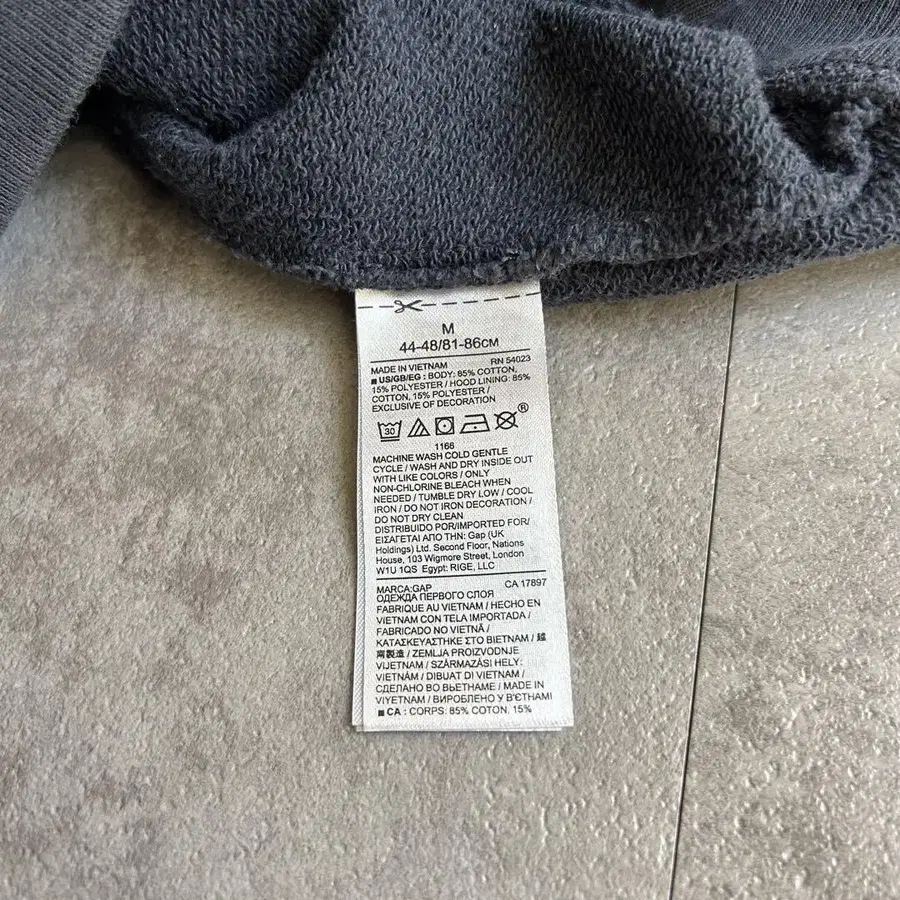 M
44-48/81-86см
MADE IN VIETNAM RN 54023
■ US/GB/EG : BODY: 85% COTTON,
15% POLYESTER / HOOD LINING: 85%
COTTON, 15% POLYESTER /
EXCLUSIVE OF DECORATION
30 ®
1166
MACHINE WASH COLD GENTLE
CYCLE / WASH AND DRY INSIDE OUT
WITH LIKE COLORS / ONLY
NON-CHLORINE BLEACH WHEN
NEEDED / TUMBLE DRY LOW / COOL
IRON / DO NOT IRON DECORATION /
DO NOT DRY CLEAN
DISTRIBUIDO POR/IMPORTED FOR/
ΕΙΣΑΓΕΤΑΙ ΑΠΟ ΤΗΝ: Gap (UK
Holdings) Ltd. Second Floor, Nations
House, 103 Wigmore Street, London
W1U 1QS Egypt: RIGE, LLC
MARCA:GAP CA 17897
ОДЕЖДА ПЕРВОГО СЛОЯ
FABRIQUE AU VIETNAM / HECHO EN
VIETNAM CON TELA IMPORTADA /
FABRICADO NO VIETNÃ /
ΚΑΤΑΣΚΕΥΑΣΤΗΚΕ ΣΤΟ ΒΙΕΤΝΑΜ / 越
南製造 / ZEMLJA PROIZVODNJE
VIJETNAM / SZÁRMAZÁSI HELY:
VIETNÁM / DIBUAT DI VIETNAM /
СДЕЛАНО ВО ВЬЕТНАМЕ / MADE IN
VIYETNAM / ВИРОБЛЕНО У В'ЄТНАМІ
■ CA : CORPS: 85% COTON, 15%